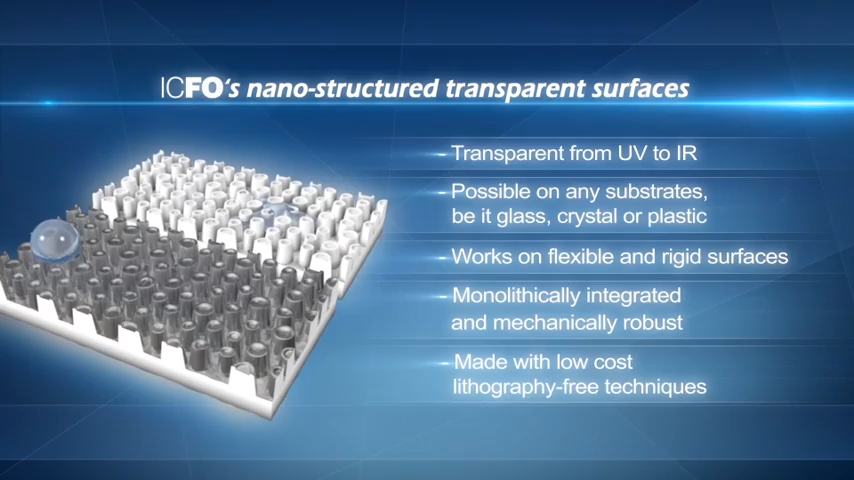 ICFO's nano-structured transparent surfaces
- Transparent from UV to IR
- Possible on any substrates,
be it glass, crystal or plastic
- Works on flexible and rigid surfaces
- Monolithically integrated
and mechanically robust
- Made with low cost
lithography-free techniques